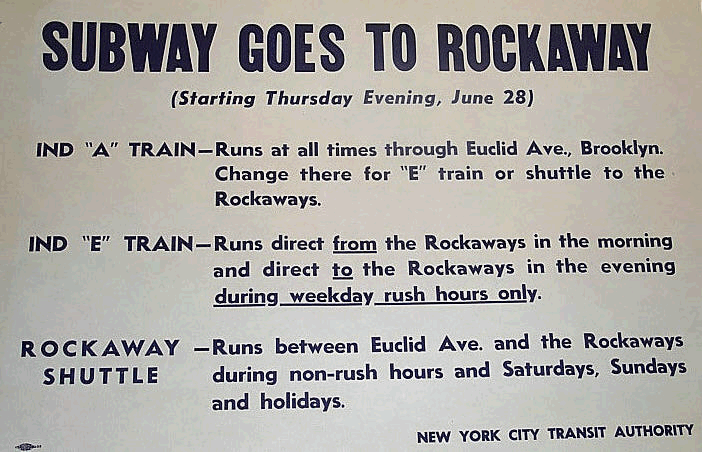 SUBWAY GOES TO ROCKAWAY
(Starting Thursday Evening, June 28)
IND "A" TRAIN—Runs at all times through Euclid Ave., Brooklyn.
Change there for "E" train or shuttle to the
Rockaways.
IND "E" TRAIN—Runs direct from the Rockaways in the morning
and direct to the Rockaways in the evening
during weekday rush hours only.
ROCKAWAY —Runs between Euclid Ave. and the Rockaways
SHUTTLE during non-rush hours and Saturdays, Sundays
and holidays.
NEW YORK CITY TRANSIT AUTHORITY